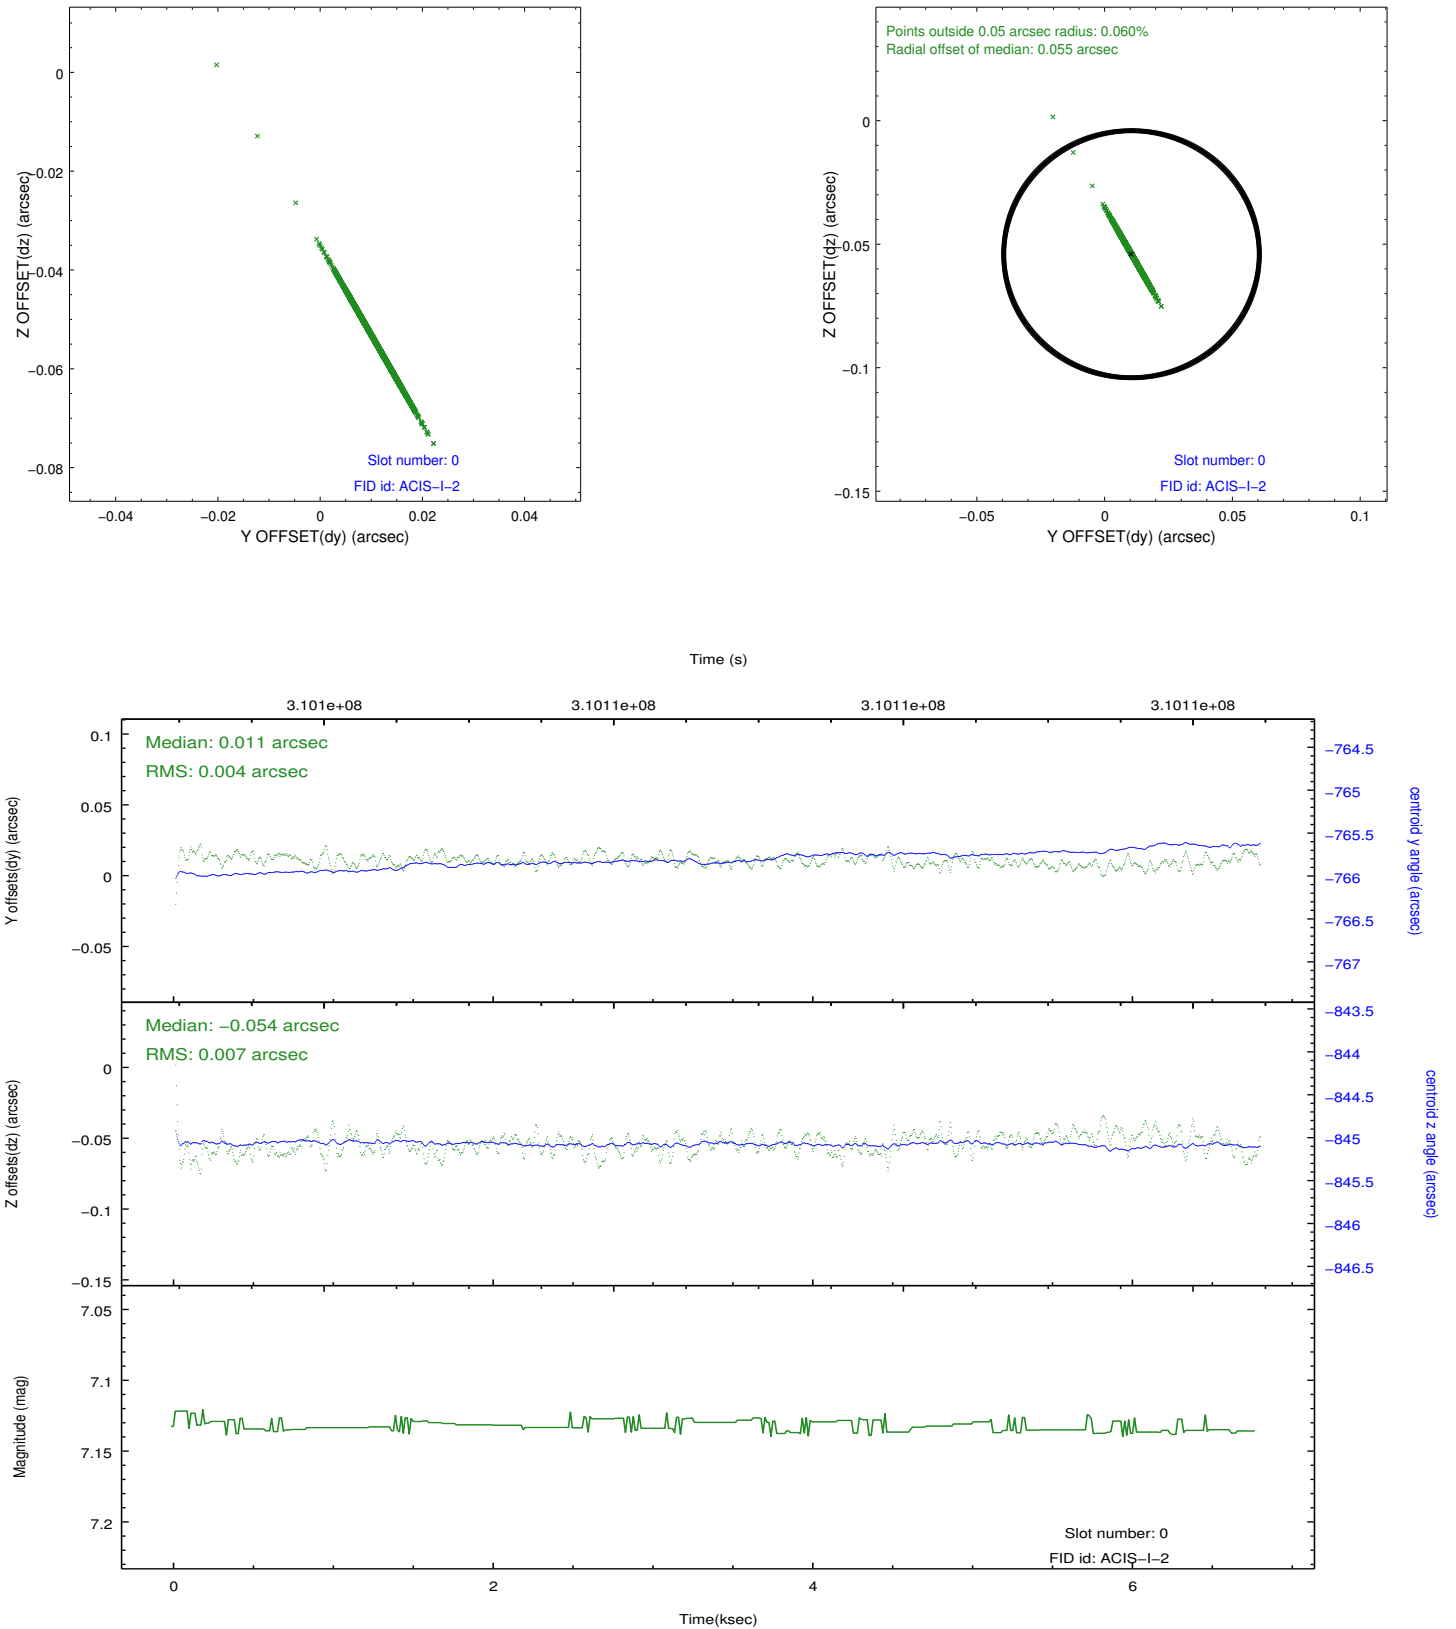 0
−0.02
−0.04
−0.06
−0.08
Z OFFSET(dz) (arcsec)
Slot number: 0
FID id: ACIS−I−2
−0.04
−0.02
0
0.02
0.04
Y OFFSET(dy) (arcsec)
Points outside 0.05 arcsec radius: 0.060%
Radial offset of median: 0.055 arcsec
0
−0.05
−0.1
−0.15
Z OFFSET(dz) (arcsec)
Slot number: 0
FID id: ACIS−I−2
−0.05
0
0.05
0.1
Y OFFSET(dy) (arcsec)
Time (s)
3.101e+08
3.1011e+08
3.1011e+08
3.1011e+08
Median: 0.011 arcsec
RMS: 0.004 arcsec
0.1
0.05
0
−0.05
Y offsets(dy) (arcsec)
−764.5
−765
−765.5
−766
−766.5
−767
centroid y angle (arcsec)
Median: −0.054 arcsec
RMS: 0.007 arcsec
0
−0.05
−0.1
−0.15
Z offsets(dz) (arcsec)
−843.5
−844
−844.5
−845
−845.5
−846
−846.5
centroid z angle (arcsec)
7.05
7.1
7.15
7.2
Magnitude (mag)
Slot number: 0
FID id: ACIS−I−2
0
2
4
6
Time(ksec)